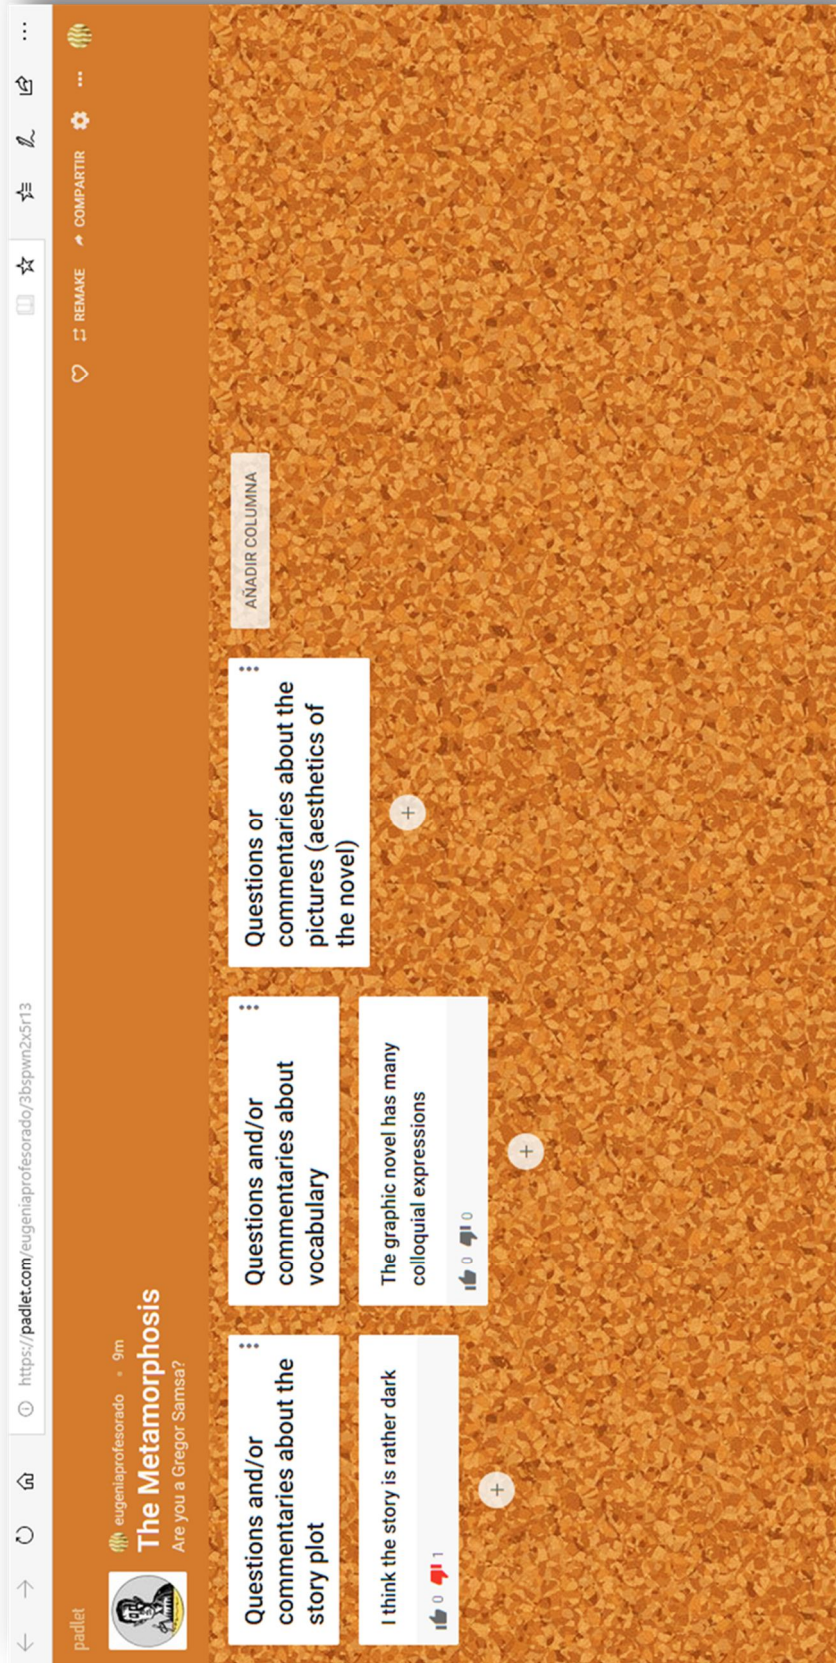 https://padlet.com/eugeniaprofesorado/3bspwn2x5r13
padlet
REMAKE
COMPARTIR
eugeniaprofesorado • 9m
The Metamorphosis
Are you a Gregor Samsa?
Questions and/or
commentaries about the
story plot
I think the story is rather dark
0 1
Questions and/or
commentaries about
vocabulary
The graphic novel has many
colloquial expressions
0 0
Questions or
commentaries about the
pictures (aesthetics of
the novel)
AÑADIR COLUMNA